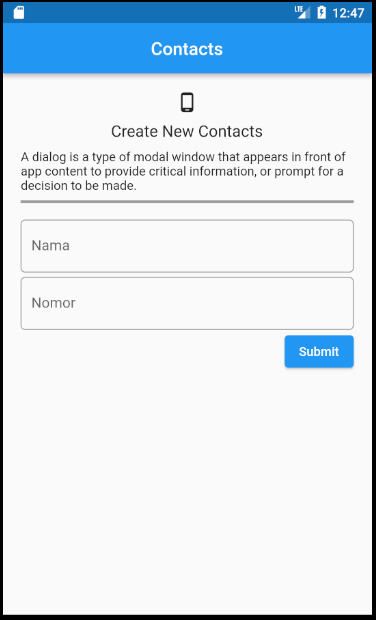 LTE 12:47
Contacts
Create New Contacts
A dialog is a type of modal window that appears in front of
app content to provide critical information, or prompt for a
decision to be made.
Nama
Nomor
Submit